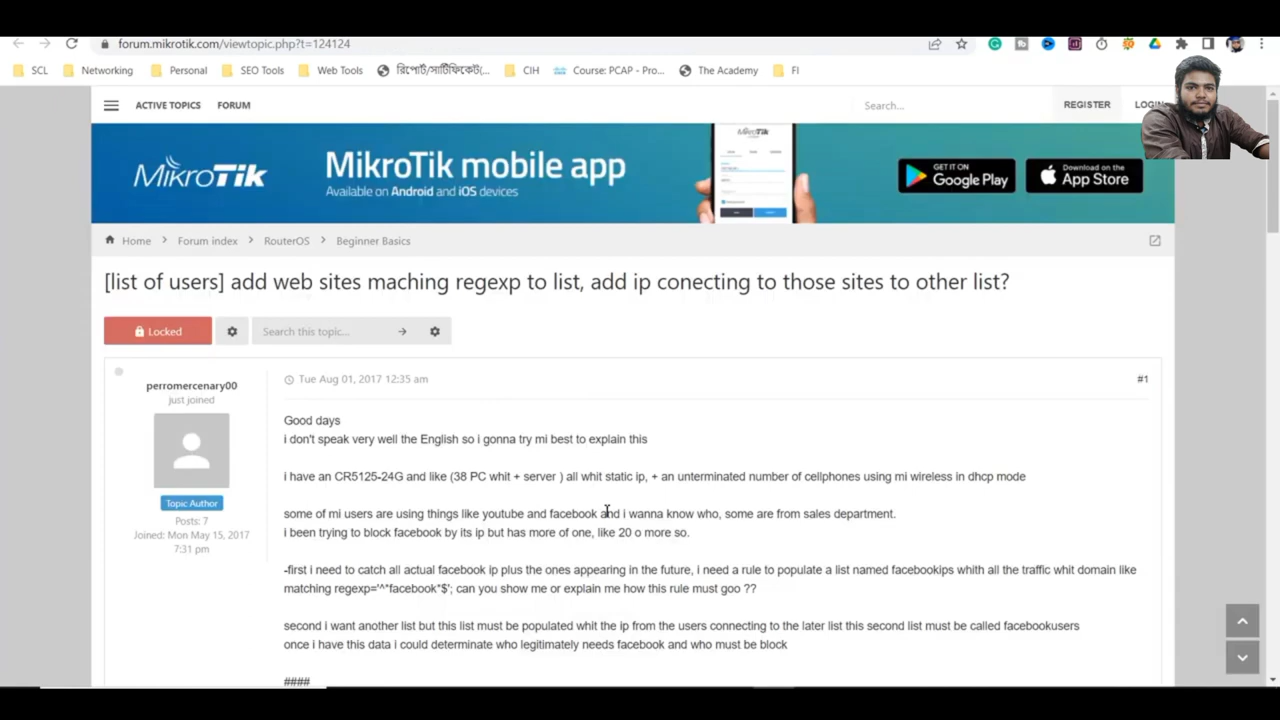 forum.mikrotik.com/viewtopic.php?t=124124
SCL Networking Personal SEO Tools Web Tools রিপোর্ট/সার্টিফিকেট(... CIH Course: PCAP - Pro... The Academy FI
ACTIVE TOPICS FORUM Search... REGISTER LOGIN
MikroTik MikroTik mobile app
Available on Android and iOS devices
GET IT ON
Google Play
Download on the
App Store
Home Forum index RouterOS Beginner Basics
[list of users] add web sites maching regexp to list, add ip conecting to those sites to other list?
Locked Search this topic...
perromercenary00
just joined
Topic Author
Posts: 7
Joined: Mon May 15, 2017
7:31 pm
Tue Aug 01, 2017 12:35 am #1
Good days
i don't speak very well the English so i gonna try mi best to explain this
i have an CR5125-24G and like (38 PC whit + server ) all whit static ip, + an unterminated number of cellphones using mi wireless in dhcp mode
some of mi users are using things like youtube and facebook and i wanna know who, some are from sales department.
i been trying to block facebook by its ip but has more of one, like 20 o more so.
-first i need to catch all actual facebook ip plus the ones appearing in the future, i need a rule to populate a list named facebookips whith all the traffic whit domain like
matching regexp='^*facebook*$'; can you show me or explain me how this rule must goo ??
second i want another list but this list must be populated whit the ip from the users connecting to the later list this second list must be called facebookusers
once i have this data i could determinate who legitimately needs facebook and who must be block
####